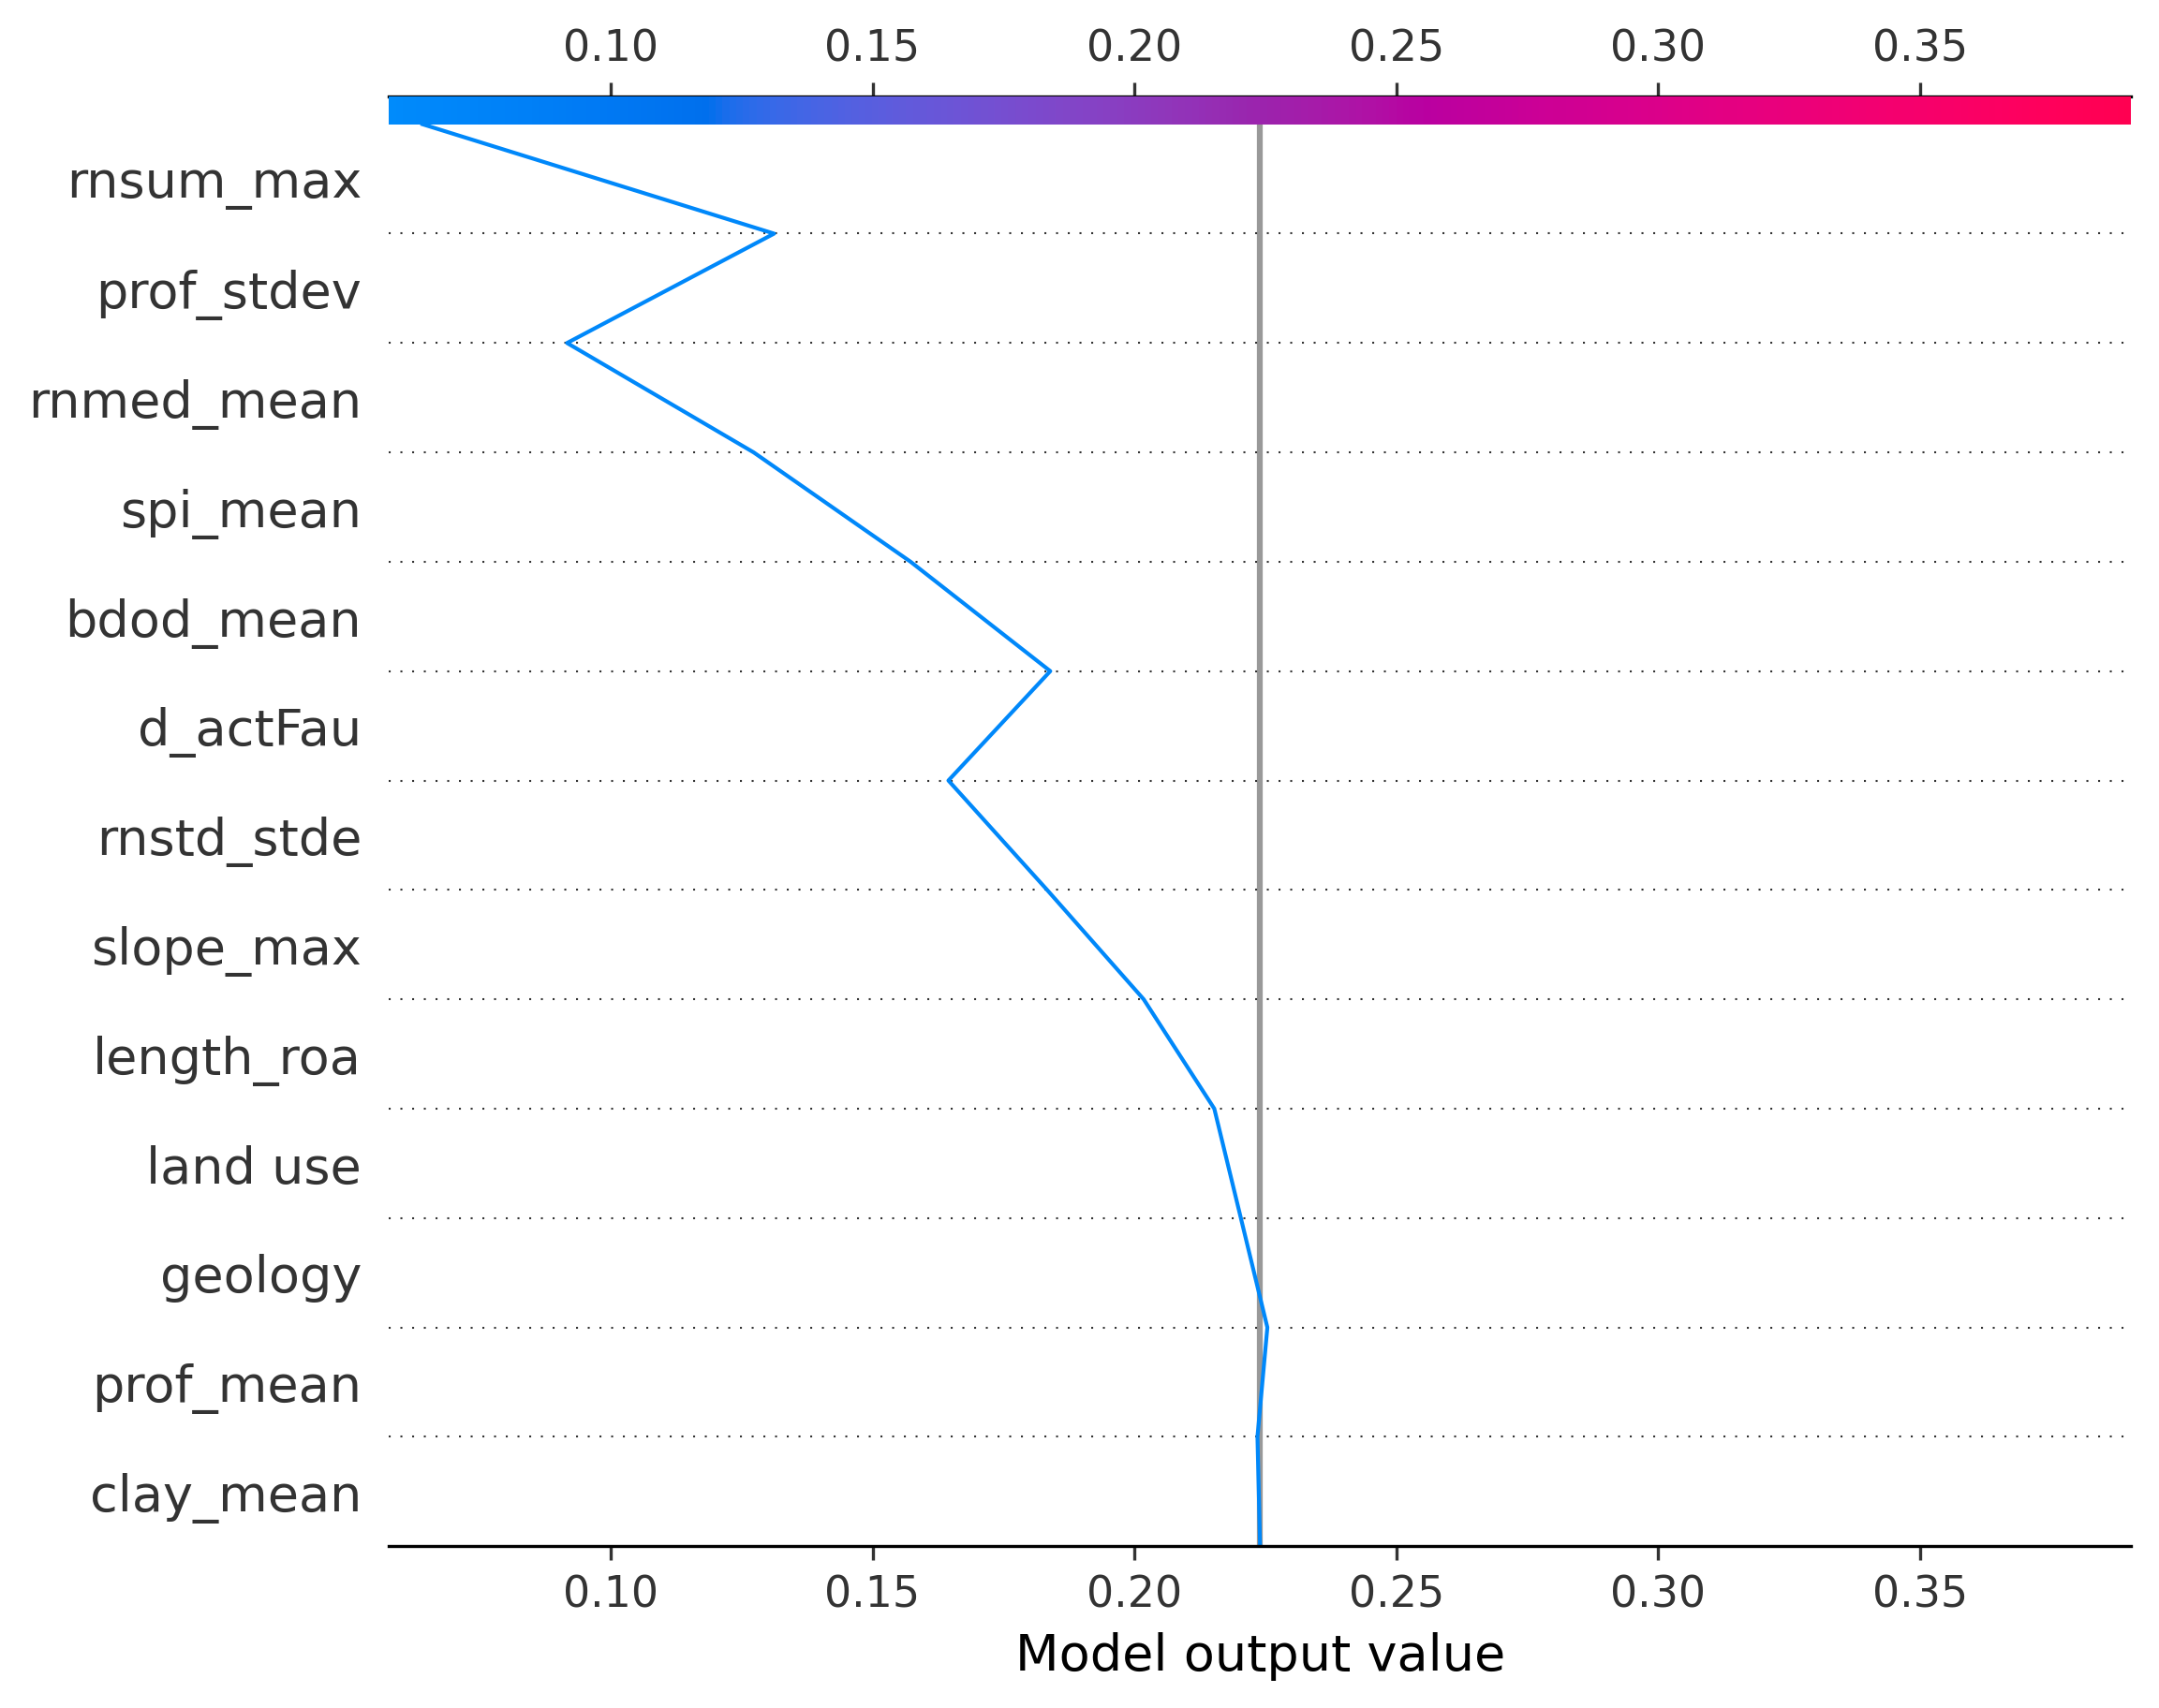 0.10 0.15 0.20 0.25 0.30 0.35
rnsum_max
prof_stdev
rnmed_mean
spi_mean
bdod_mean
d_actFau
rnstd_stde
slope_max
length_roa
land use
geology
prof_mean
clay_mean
0.10 0.15 0.20 0.25 0.30 0.35
Model output value